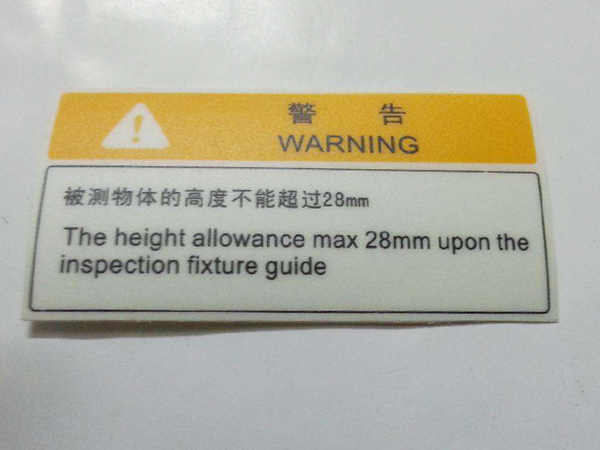 警 告
WARNING
被测物体的高度不能超过28mm
The height allowance max 28mm upon the
inspection fixture guide